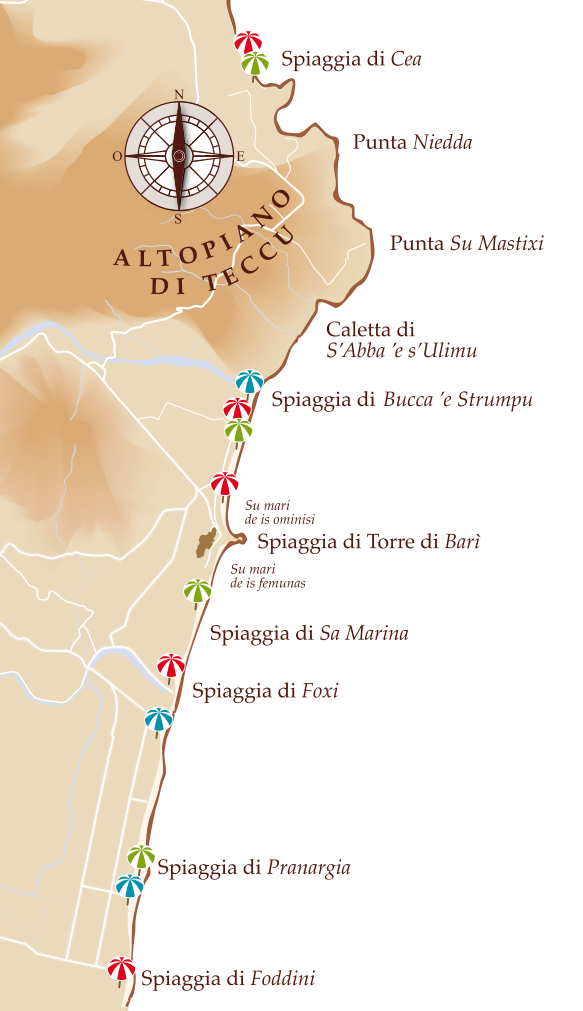 Spiaggia di Cea
N
O
E
S
Punta Niedda
ALTOPIANO
DI TECCU
Punta Su Mastixi
Caletta di
S’Abba ’e s’Ulimu
Spiaggia di Bucca ’e Strumpu
Su mari
de is ominisi
Spiaggia di Torre di Barì
Su mari
de is femunas
Spiaggia di Sa Marina
Spiaggia di Foxi
Spiaggia di Pranargia
Spiaggia di Foddini